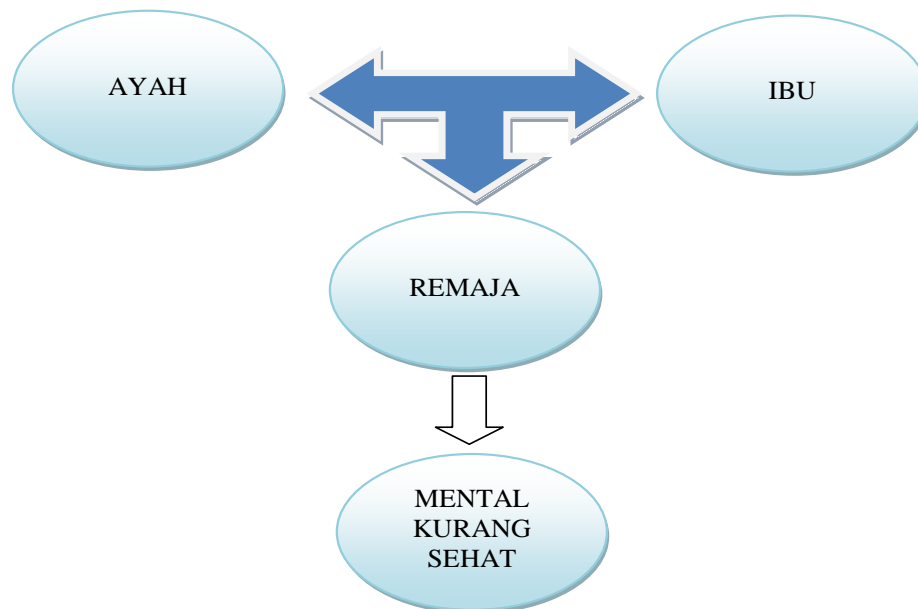 AYAH
IBU
REMAJA
MENTAL
KURANG
SEHAT